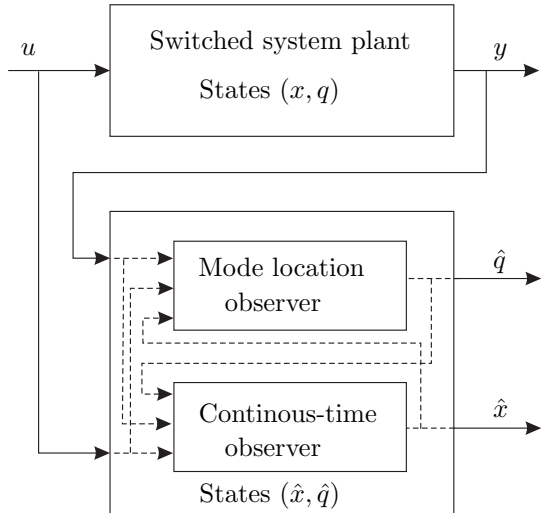 u
Switched system plant
y
States (x, q)
Mode location
observer
q̂
Continous-time
observer
x̂
States (x̂, q̂)